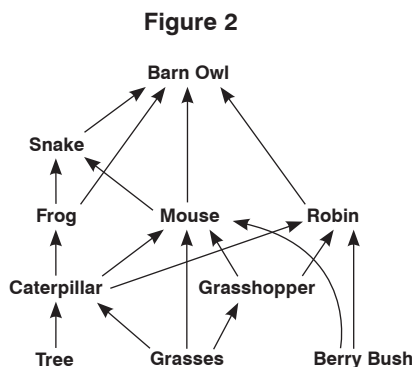 Figure 2
Barn Owl
Snake
Frog Mouse Robin
Caterpillar Grasshopper
Tree Grasses Berry Bush